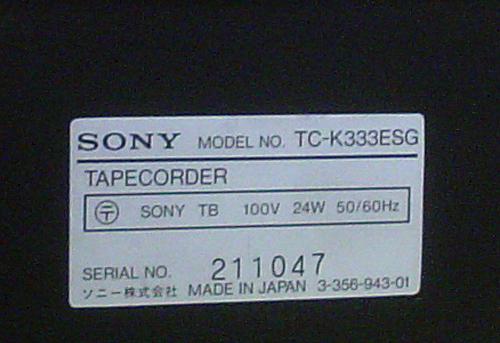 SONY MODEL NO. TC-K333ESG
TAPECORDER
〒 SONY TB 100V 24W 50/60Hz
SERIAL NO. 211047
ソニー株式会社 MADE IN JAPAN 3-356-943-01